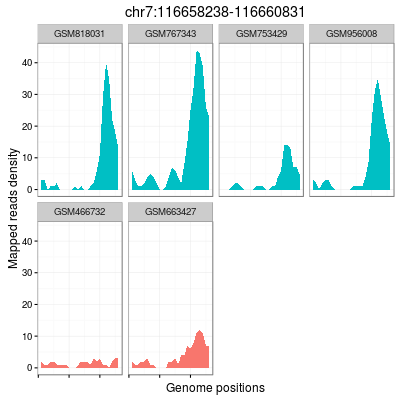 chr7:116658238-116660831
GSM818031 GSM767343 GSM753429 GSM956008
40
30
20
10
0
GSM466732 GSM663427
40
30
20
10
0
Mapped reads density
Genome positions